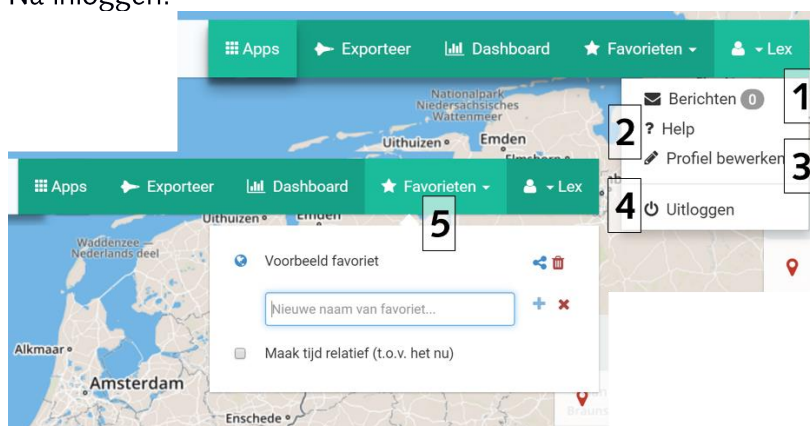 Na inloggen:
Apps Exporteer Dashboard Favorieten Lex
Nationalpark
Niedersächsisches
Wattenmeer
Uithuizen Emden
Berichten 0 1
2 ? Help
Profiel bewerken 3
4 Uitloggen
Apps Exporteer Dashboard Favorieten Lex
5
Uithuizen Emden
Waddenzee
Nederlands deel
Voorbeeld favoriet
Nieuwe naam van favoriet...
Maak tijd relatief (t.o.v. het nu)
Alkmaar
Amsterdam
Enschede